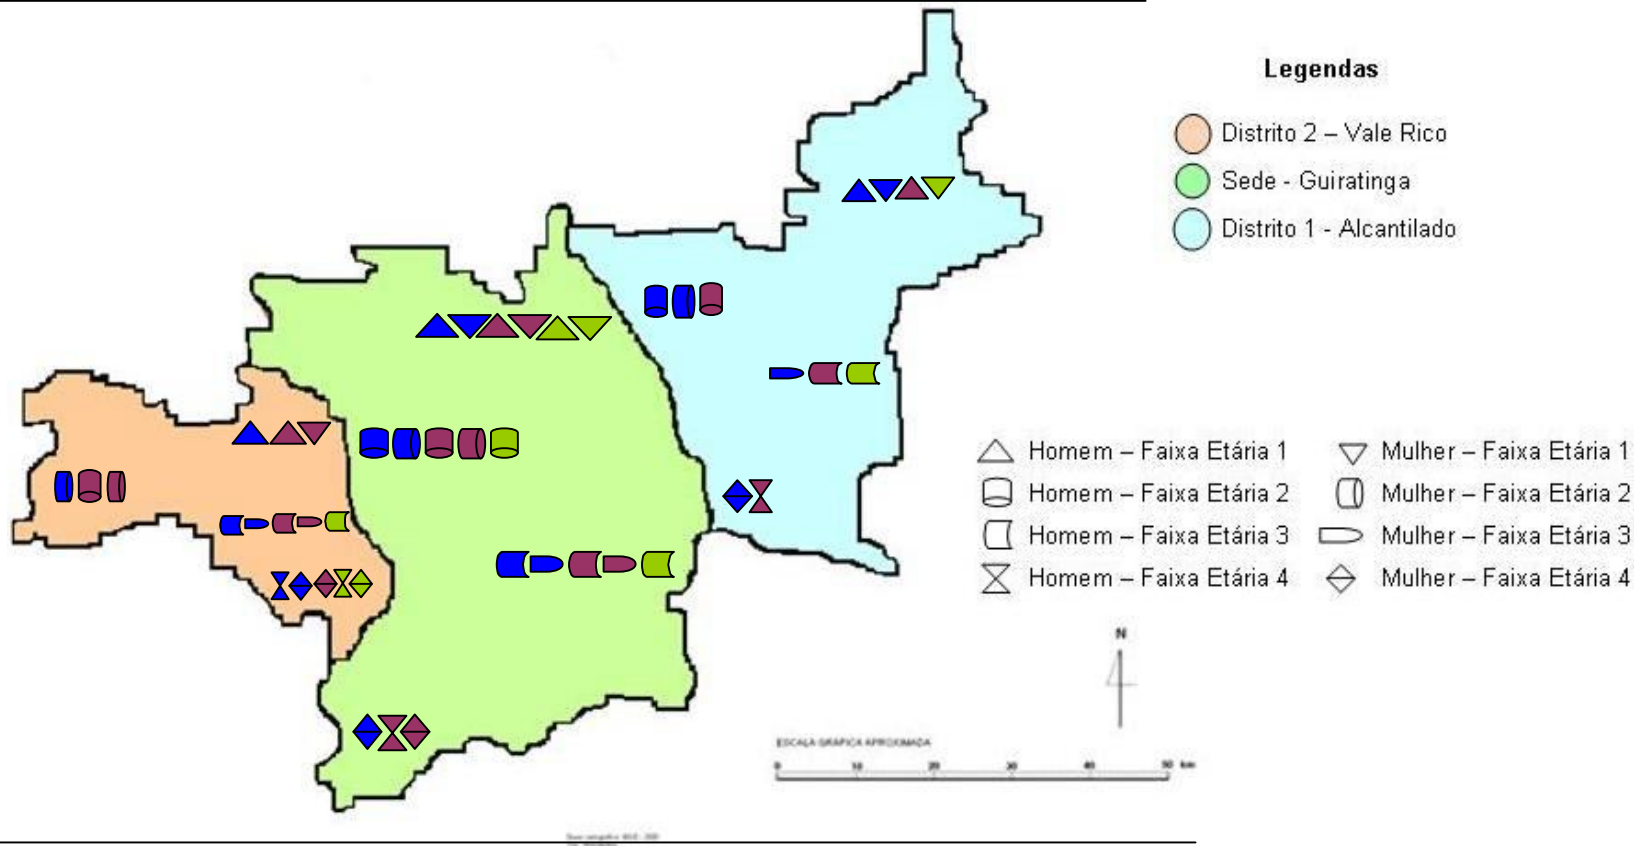 Legendas
Distrito 2 – Vale Rico
Sede - Guiratinga
Distrito 1 - Alcantilado
Homem – Faixa Etária 1
Mulher – Faixa Etária 1
Homem – Faixa Etária 2
Mulher – Faixa Etária 2
Homem – Faixa Etária 3
Mulher – Faixa Etária 3
Homem – Faixa Etária 4
Mulher – Faixa Etária 4
N
ESCALA GRÁFICA APROXIMADA
0 10 20 30 40 50 km